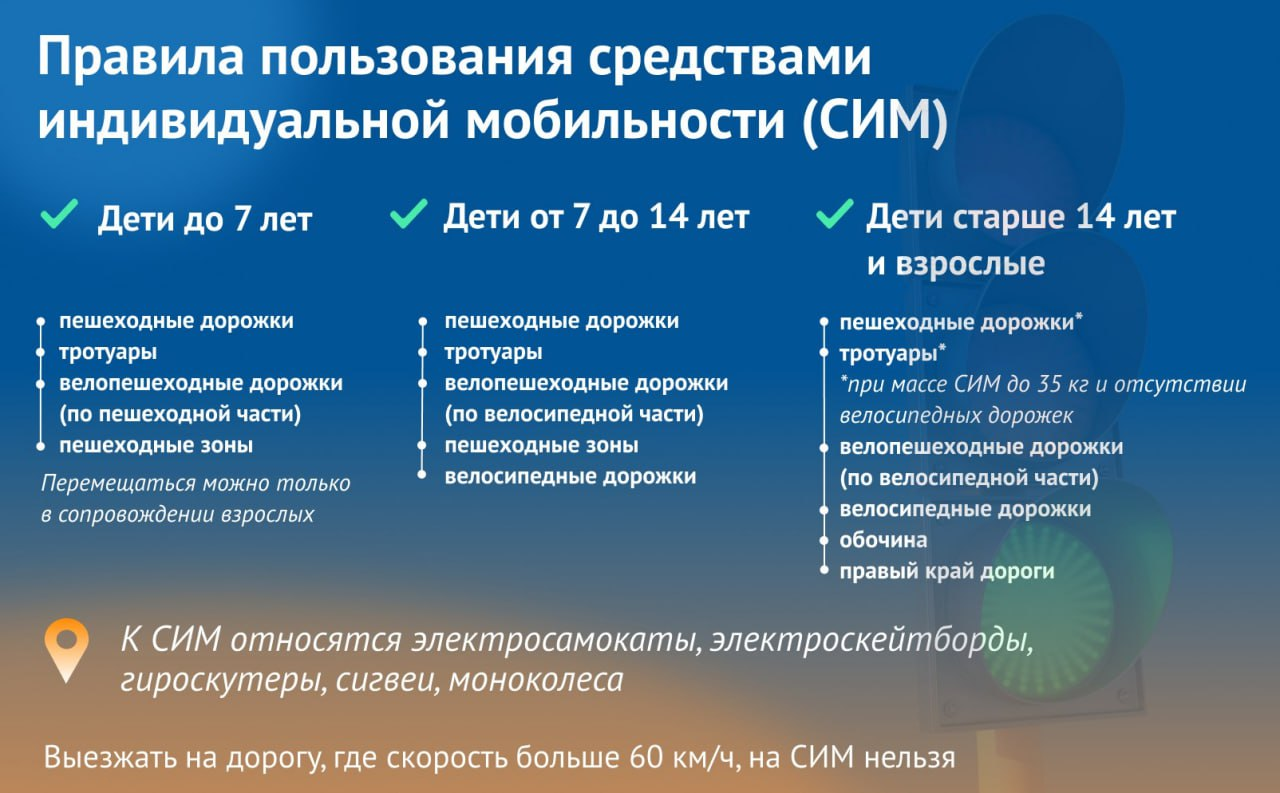 Правила пользования средствами
индивидуальной мобильности (СИМ)
Дети до 7 лет
пешеходные дорожки
тротуары
велопешеходные дорожки
(по пешеходной части)
пешеходные зоны
Перемещаться можно только
в сопровождении взрослых
Дети от 7 до 14 лет
пешеходные дорожки
тротуары
велопешеходные дорожки
(по велосипедной части)
пешеходные зоны
велосипедные дорожки
Дети старше 14 лет
и взрослые
пешеходные дорожки*
тротуары*
*при массе СИМ до 35 кг и отсутствии
велосипедных дорожек
велопешеходные дорожки
(по велосипедной части)
велосипедные дорожки
обочина
правый край дороги
К СИМ относятся электросамокаты, электроскейтборды,
гироскутеры, сигвеи, моноколеса
Выезжать на дорогу, где скорость больше 60 км/ч, на СИМ нельзя